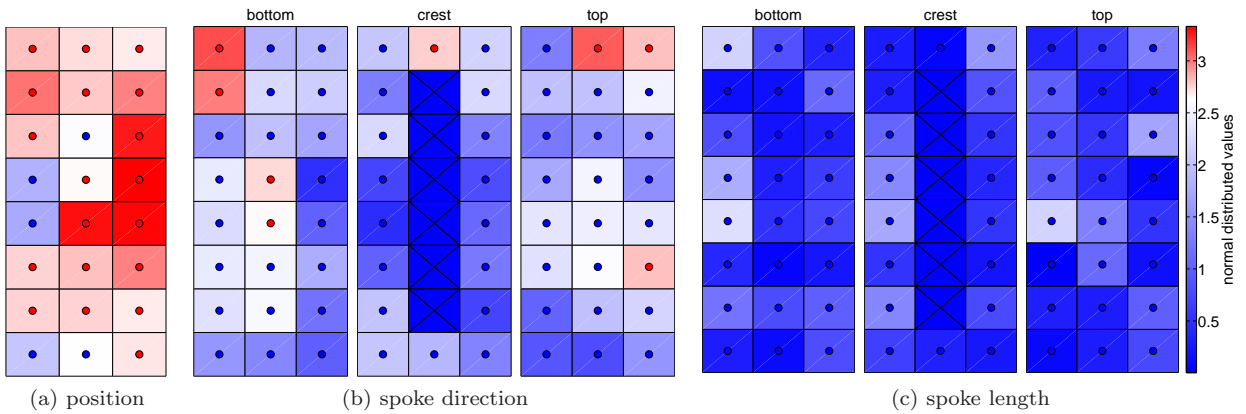 bottom crest top bottom crest top
3
2.5
2
1.5
1
0.5
normal distributed values
(a) position (b) spoke direction (c) spoke length